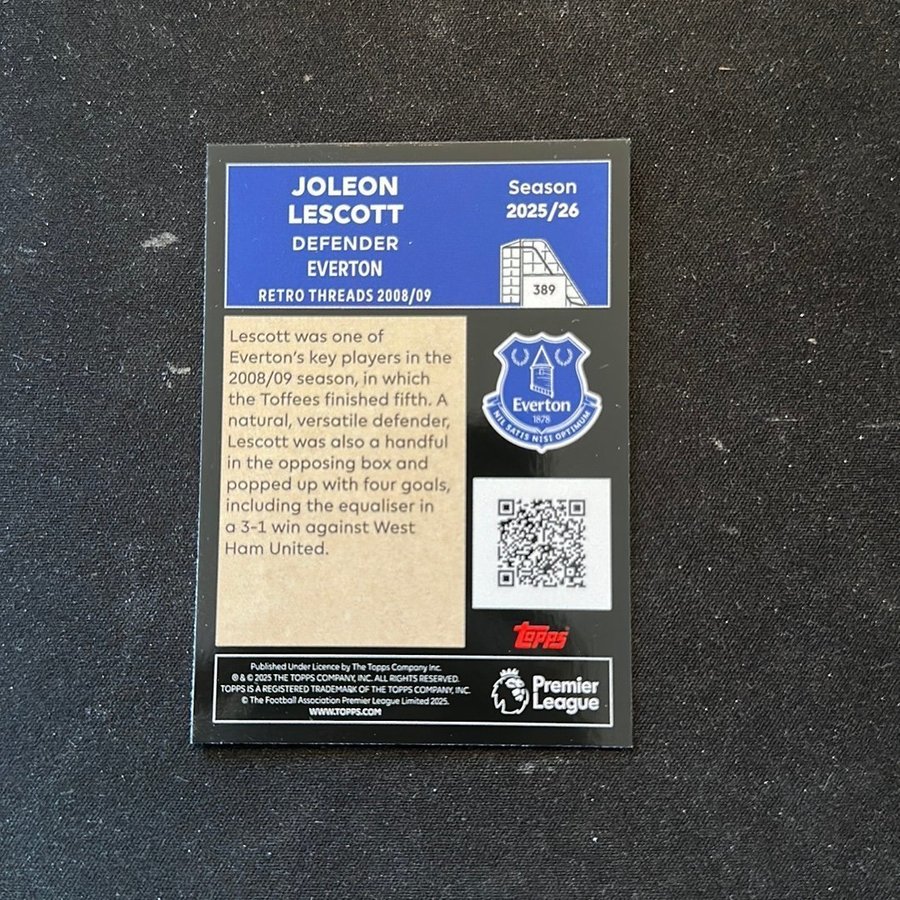 JOLEON
LESCOTT
DEFENDER
EVERTON
RETRO THREADS 2008/09
Season
2025/26
389
Lescott was one of
Everton's key players in the
2008/09 season, in which
the Toffees finished fifth. A
natural, versatile defender,
Lescott was also a handful
in the opposing box and
popped up with four goals,
including the equaliser in
a 3-1 win against West
Ham United.
Everton
1878
NIL SATIS NISI OPTIMUM
topps
Published Under Licence by The Topps Company Inc.
® & © 2025 THE TOPPS COMPANY, INC. ALL RIGHTS RESERVED.
TOPPS IS A REGISTERED TRADEMARK OF THE TOPPS COMPANY, INC.
© The Football Association Premier League Limited 2025.
WWW.TOPPS.COM
Premier
League